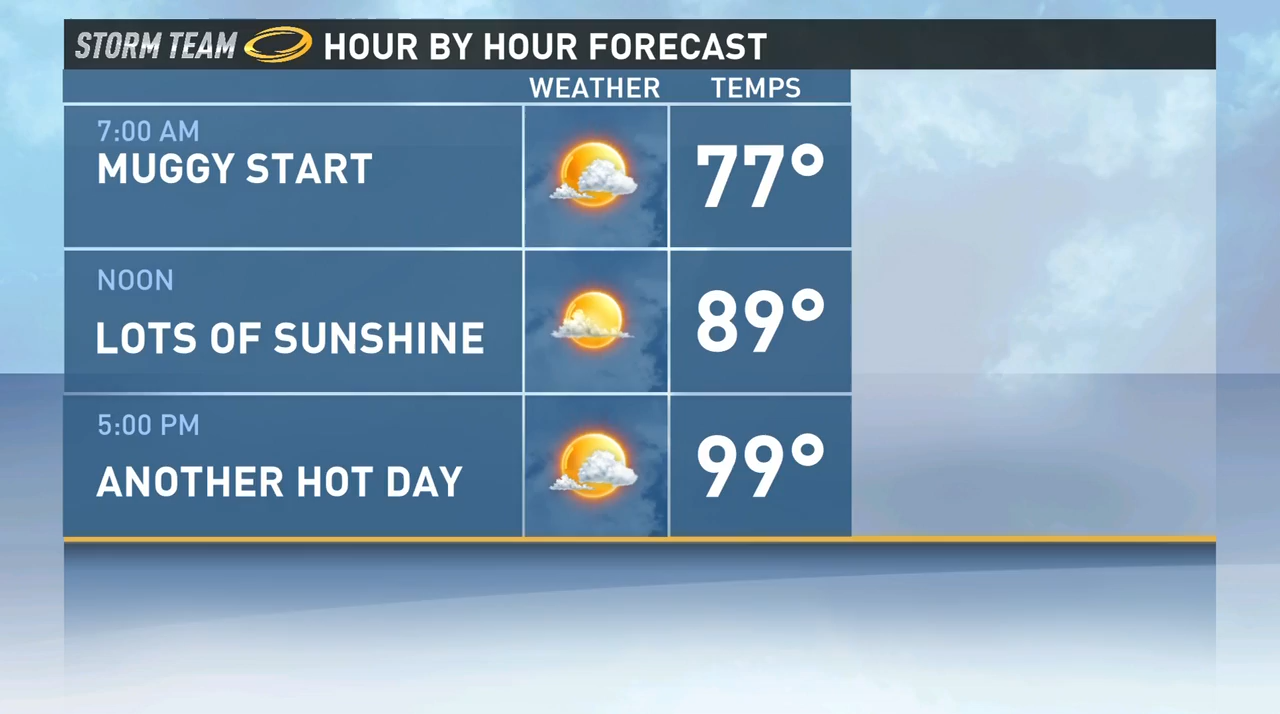 STORM TEAM HOUR BY HOUR FORECAST
WEATHER TEMPS
7:00 AM
MUGGY START
77°
NOON
LOTS OF SUNSHINE
89°
5:00 PM
ANOTHER HOT DAY
99°